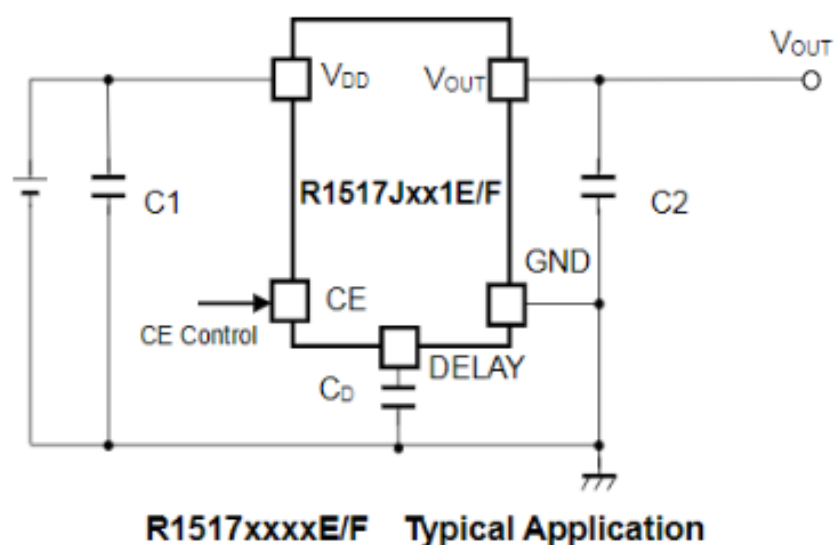 VOUT
VDD
VOUT
R1517Jxx1E/F
C1
C2
GND
CE
CE Control
DELAY
CD
R1517xxxxE/F Typical Application